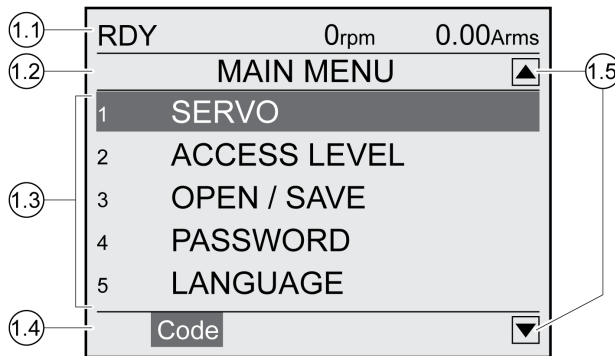 1.1 RDY 0rpm 0.00Arms
1.2 MAIN MENU 1.5
1 SERVO
2 ACCESS LEVEL
1.3 3 OPEN / SAVE
4 PASSWORD
5 LANGUAGE
1.4 Code